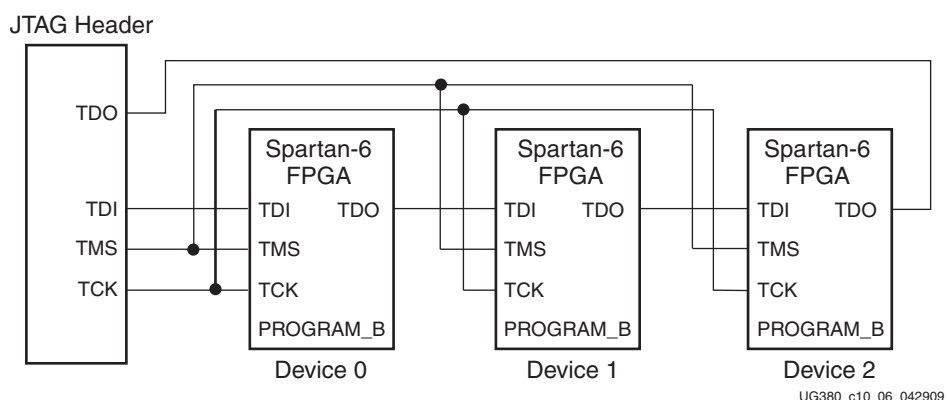 JTAG Header
TDO
TDI
TMS
TCK
Spartan-6
FPGA
TDI TDO
TMS
TCK
PROGRAM_B
Device 0
Spartan-6
FPGA
TDI TDO
TMS
TCK
PROGRAM_B
Device 1
Spartan-6
FPGA
TDI TDO
TMS
TCK
PROGRAM_B
Device 2
UG380_c10_06_042909